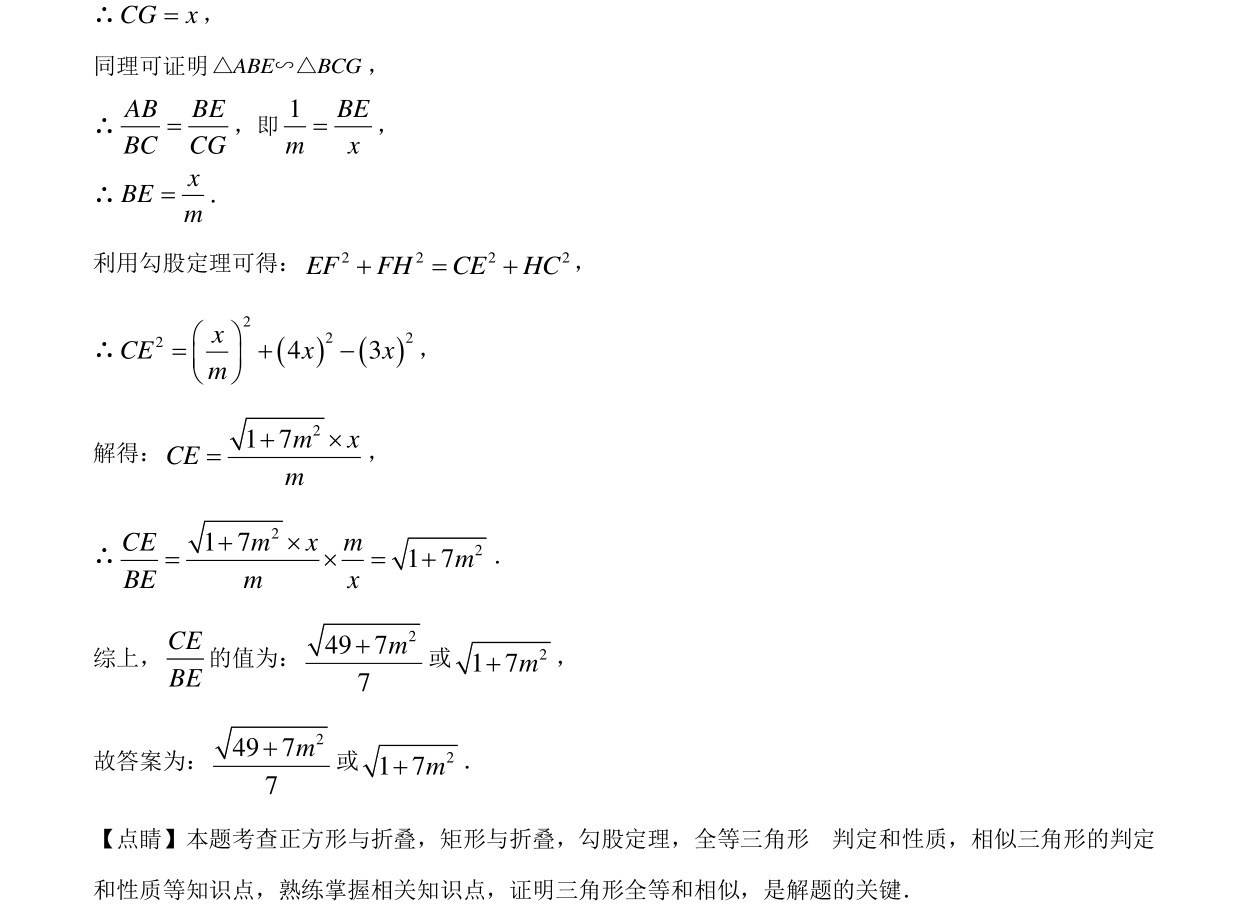 ∴CG = x，
同理可证明△ABE∽△BCG，
∴AB/BC = BE/CG，即1/m = BE/x，
∴BE = x/m．
利用勾股定理可得：EF² + FH² = CE² + HC²，
∴CE² = (x/m)² + (4x)² − (3x)²，
解得：CE = √(1+7m²) × x / m，
∴CE/BE = √(1+7m²) × x / m × m/x = √(1+7m²)．
综上，CE/BE的值为：√(49+7m²)/7或√(1+7m²)，
故答案为：√(49+7m²)/7或√(1+7m²)．
【点睛】本题考查正方形与折叠，矩形与折叠，勾股定理，全等三角形 判定和性质，相似三角形的判定
和性质等知识点，熟练掌握相关知识点，证明三角形全等和相似，是解题的关键．